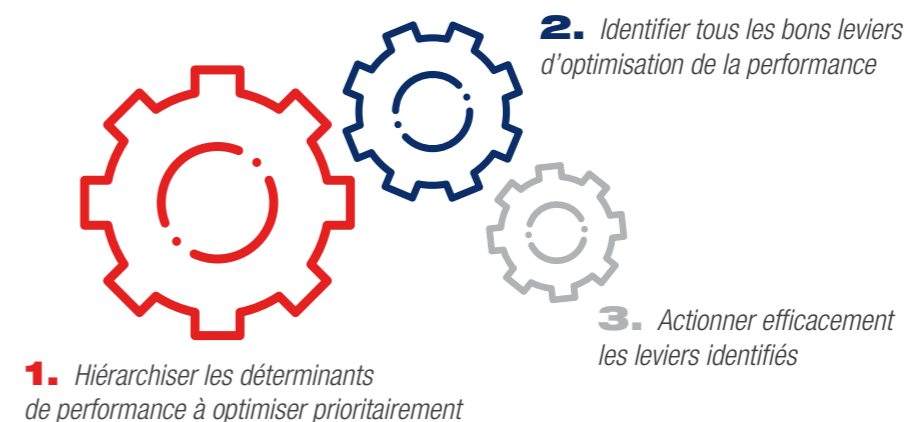 1. Hiérarchiser les déterminants
de performance à optimiser prioritairement
2. Identifier tous les bons leviers
d'optimisation de la performance
3. Actionner efficacement
les leviers identifiés